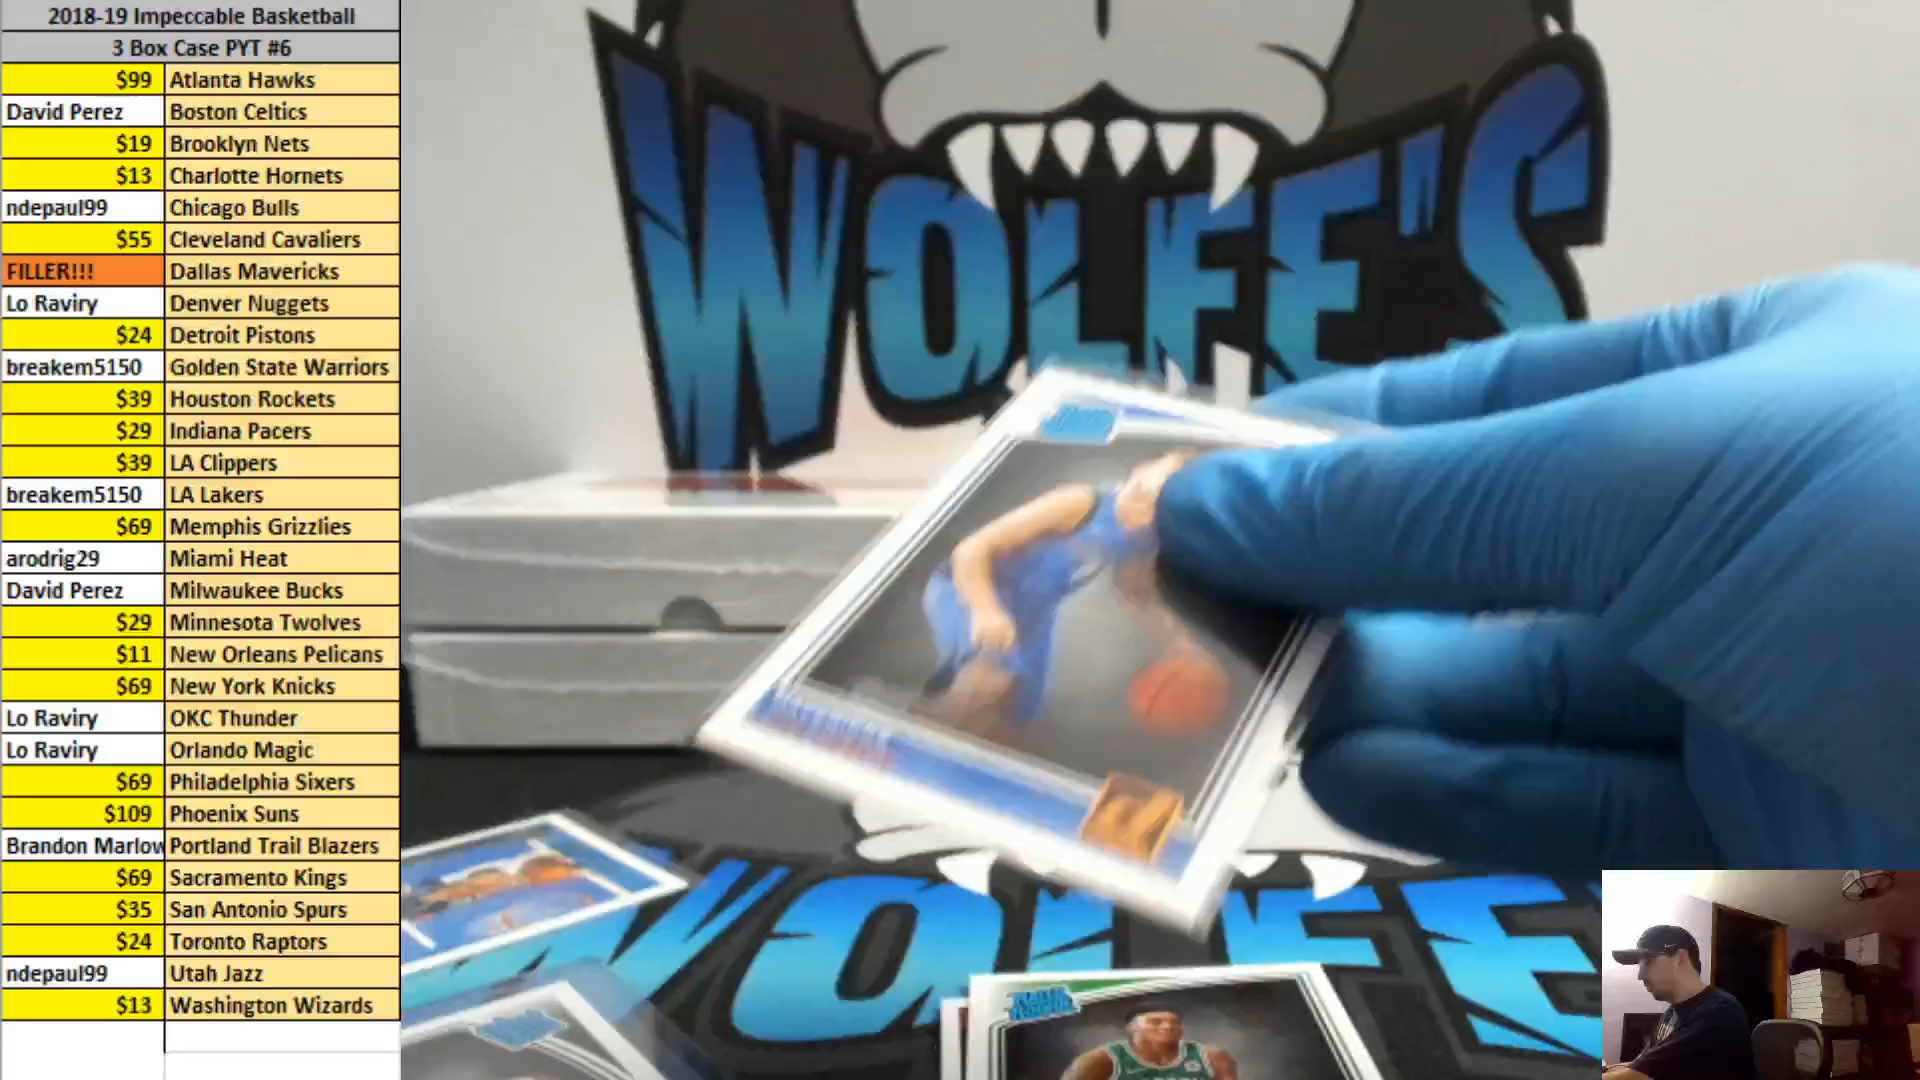 2018-19 Impeccable Basketball
3 Box Case PYT #6
$99 Atlanta Hawks
David Perez Boston Celtics
$19 Brooklyn Nets
$13 Charlotte Hornets
ndepaul99 Chicago Bulls
$55 Cleveland Cavaliers
FILLER!!! Dallas Mavericks
Lo Raviry Denver Nuggets
$24 Detroit Pistons
breakem5150 Golden State Warriors
$39 Houston Rockets
$29 Indiana Pacers
$39 LA Clippers
breakem5150 LA Lakers
$69 Memphis Grizzlies
arodrig29 Miami Heat
David Perez Milwaukee Bucks
$29 Minnesota Twolves
$11 New Orleans Pelicans
$69 New York Knicks
Lo Raviry OKC Thunder
Lo Raviry Orlando Magic
$69 Philadelphia Sixers
$109 Phoenix Suns
Brandon Marlow Portland Trail Blazers
$69 Sacramento Kings
$35 San Antonio Spurs
$24 Toronto Raptors
ndepaul99 Utah Jazz
$13 Washington Wizards
WOLFE'S
WOLFE